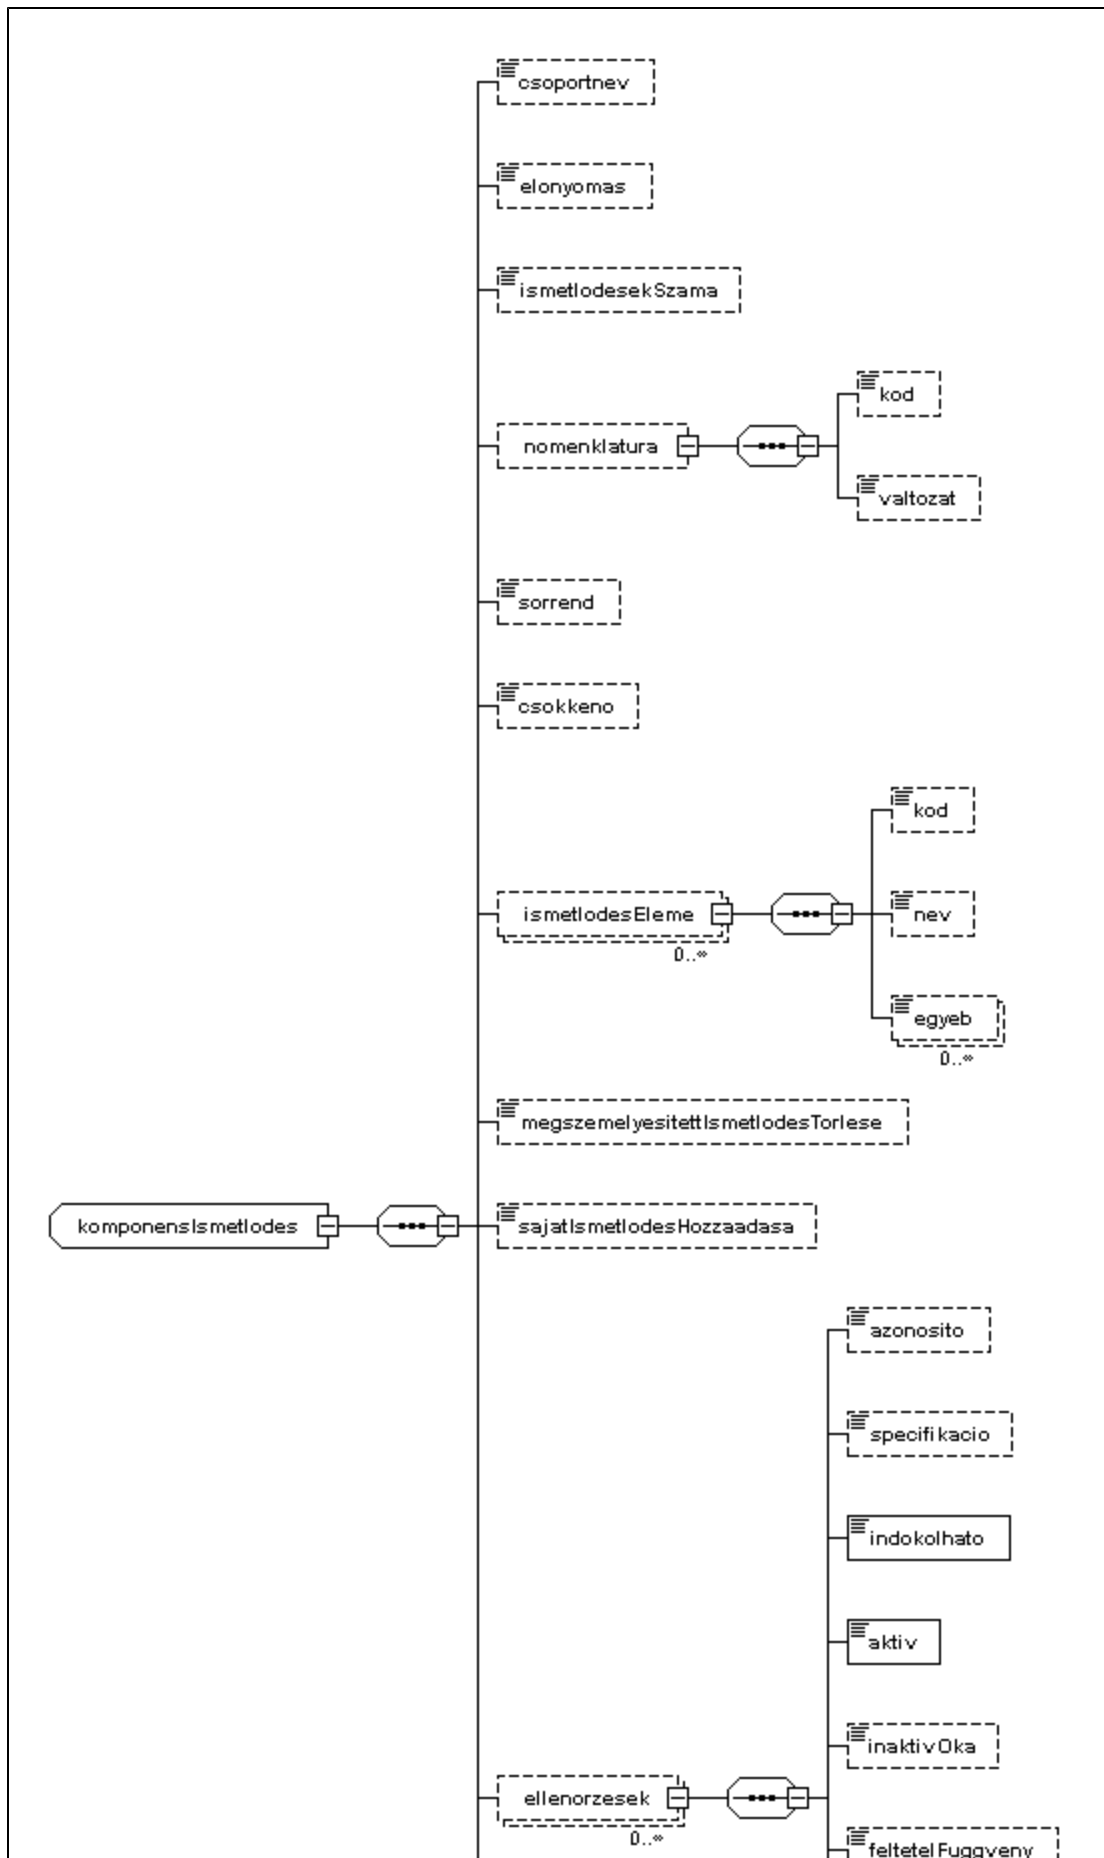 csoportnev
elonyomas
ismetlodesekSzama
kod
nomenklatura
valtozat
sorrend
csokkeno
kod
ismetlodesEleme
nev
0..∞
egyeb
0..∞
megszemelyesitettIsmetlodesTorlese
komponensIsmetlodes
sajatIsmetlodesHozzaadasa
azonosito
specifikacio
indokolhato
aktiv
inaktivOka
ellenorzesek
0..∞
feltetelFuggveny